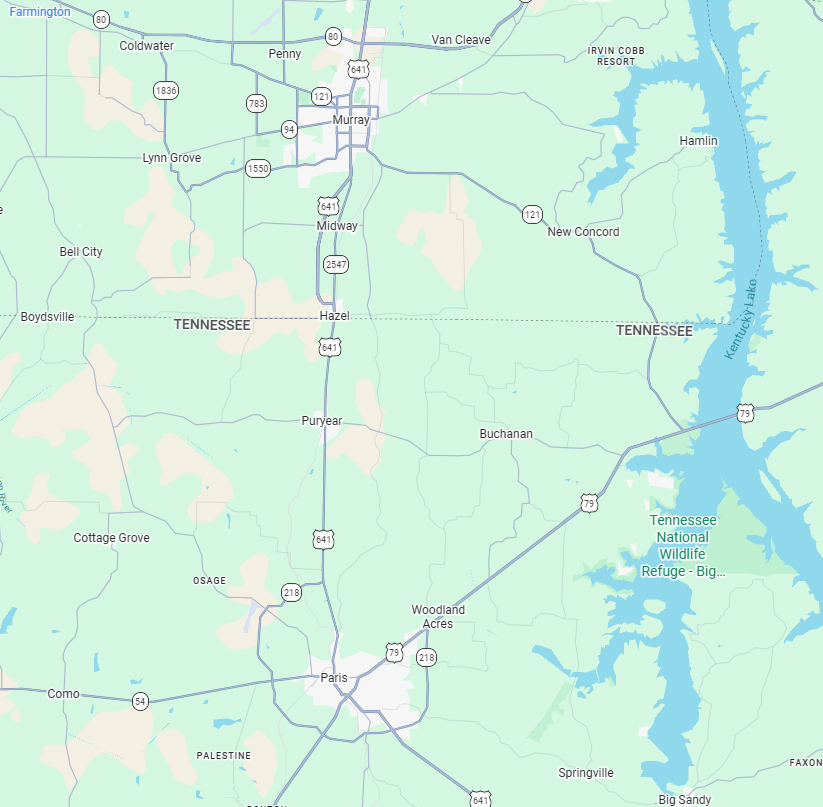 Farmington
80
Coldwater
Penny
80
Van Cleave
IRVIN COBB
RESORT
641
1836
783
121
94
Murray
Hamlin
Lynn Grove
1550
641
Midway
121
New Concord
Bell City
2547
Kentucky Lake
Boydsville
TENNESSEE
Hazel
TENNESSEE
641
79
Puryear
Buchanan
79
Tennessee
National
Wildlife
Refuge - Big...
Cottage Grove
641
OSAGE
218
Woodland
Acres
79
218
Paris
Como
54
PALESTINE
Springville
FAXON
641
Big Sandy